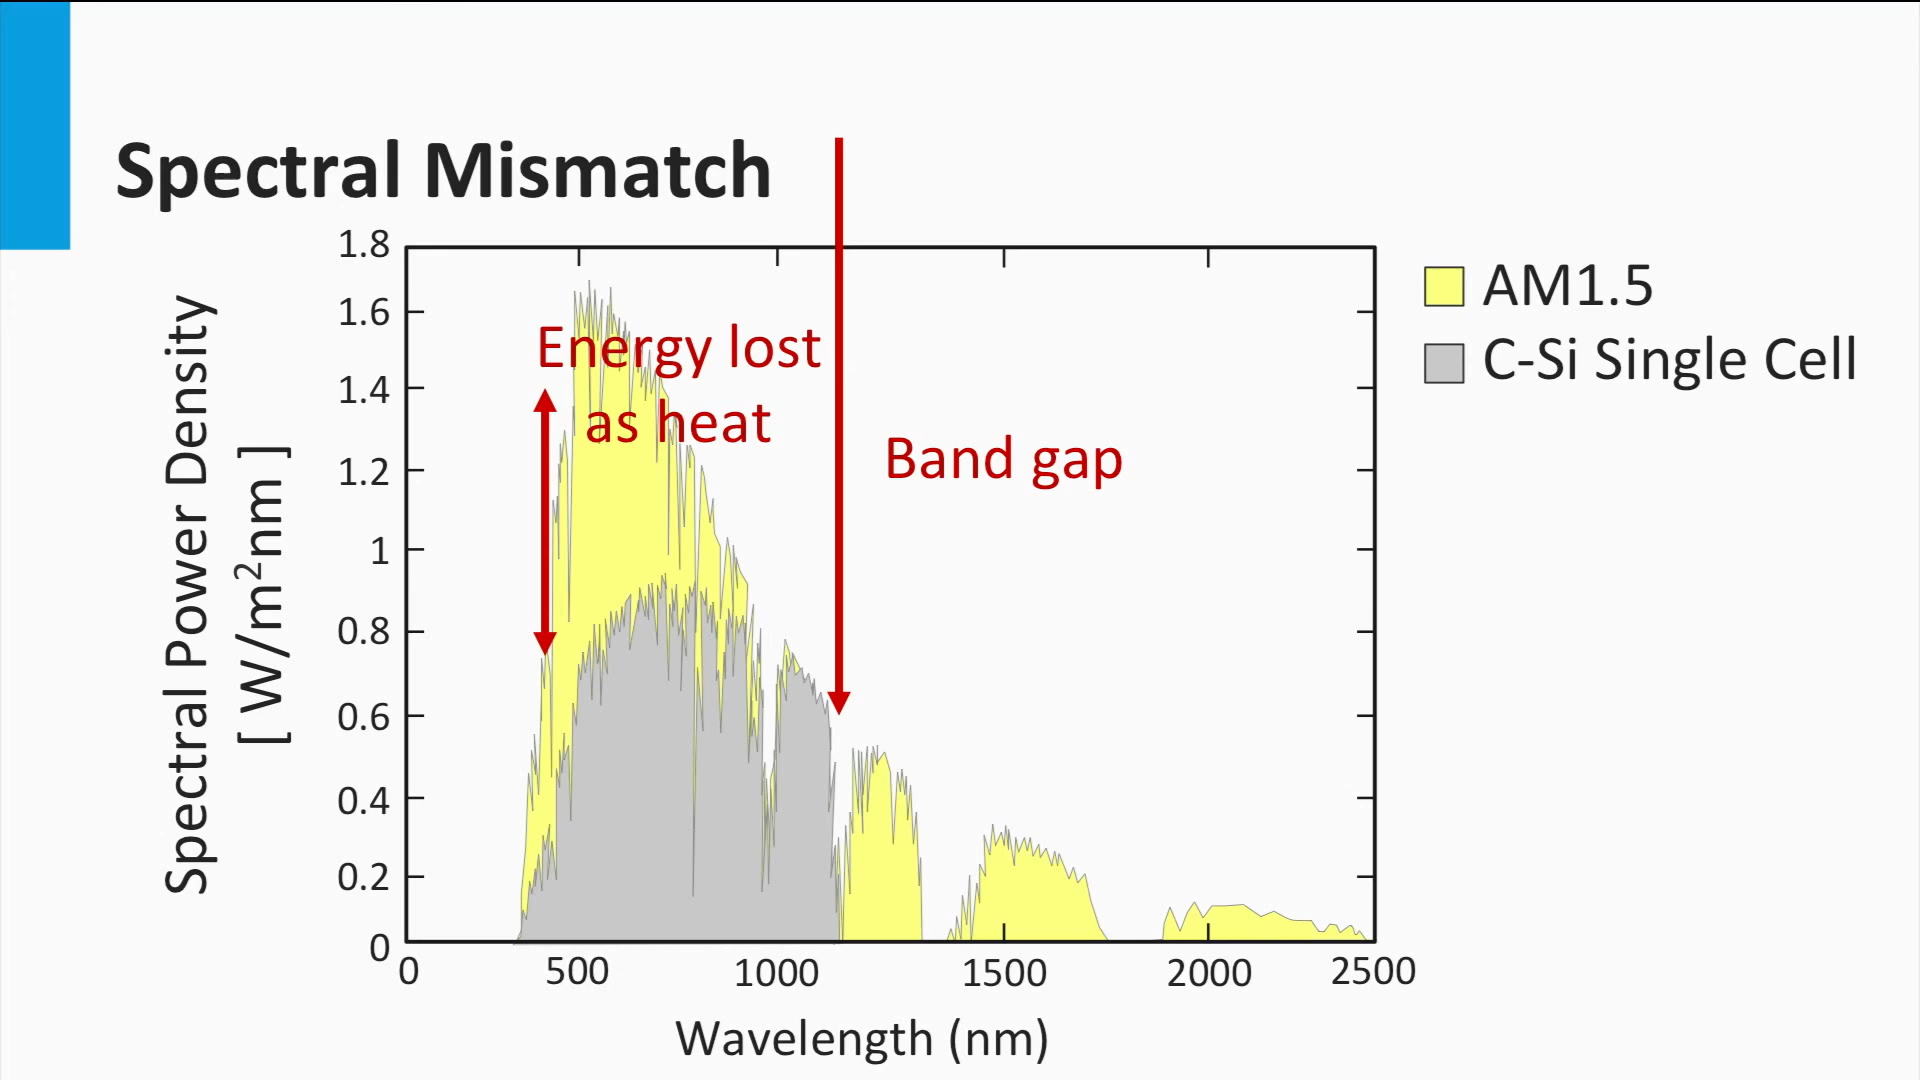 Spectral Mismatch
Spectral Power Density
[ W/m²nm ]
1.8
1.6
1.4
1.2
1
0.8
0.6
0.4
0.2
0
0 500 1000 1500 2000 2500
Wavelength (nm)
Energy lost
as heat
Band gap
AM1.5
C-Si Single Cell